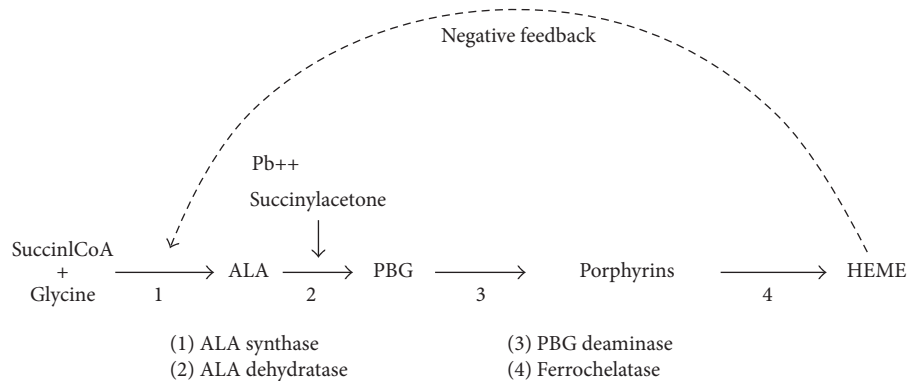 Negative feedback
Pb++
Succinylacetone
SuccinlCoA
+
Glycine
1
ALA
2
PBG
3
Porphyrins
4
HEME
(1) ALA synthase
(2) ALA dehydratase
(3) PBG deaminase
(4) Ferrochelatase